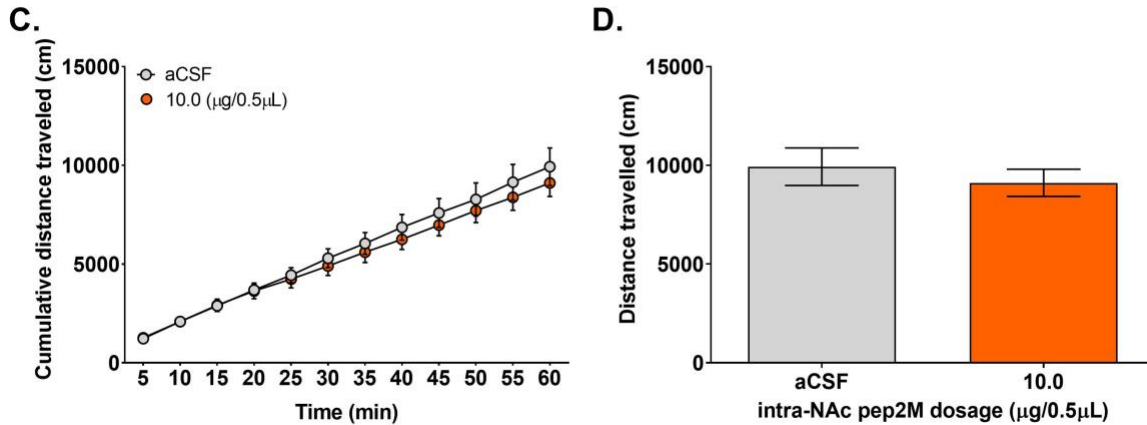 C.
Cumulative distance traveled (cm)
15000
10000
5000
0
aCSF
10.0 (μg/0.5μL)
5 10 15 20 25 30 35 40 45 50 55 60
Time (min)
D.
Distance travelled (cm)
15000
10000
5000
0
aCSF 10.0
intra-NAc pep2M dosage (μg/0.5μL)